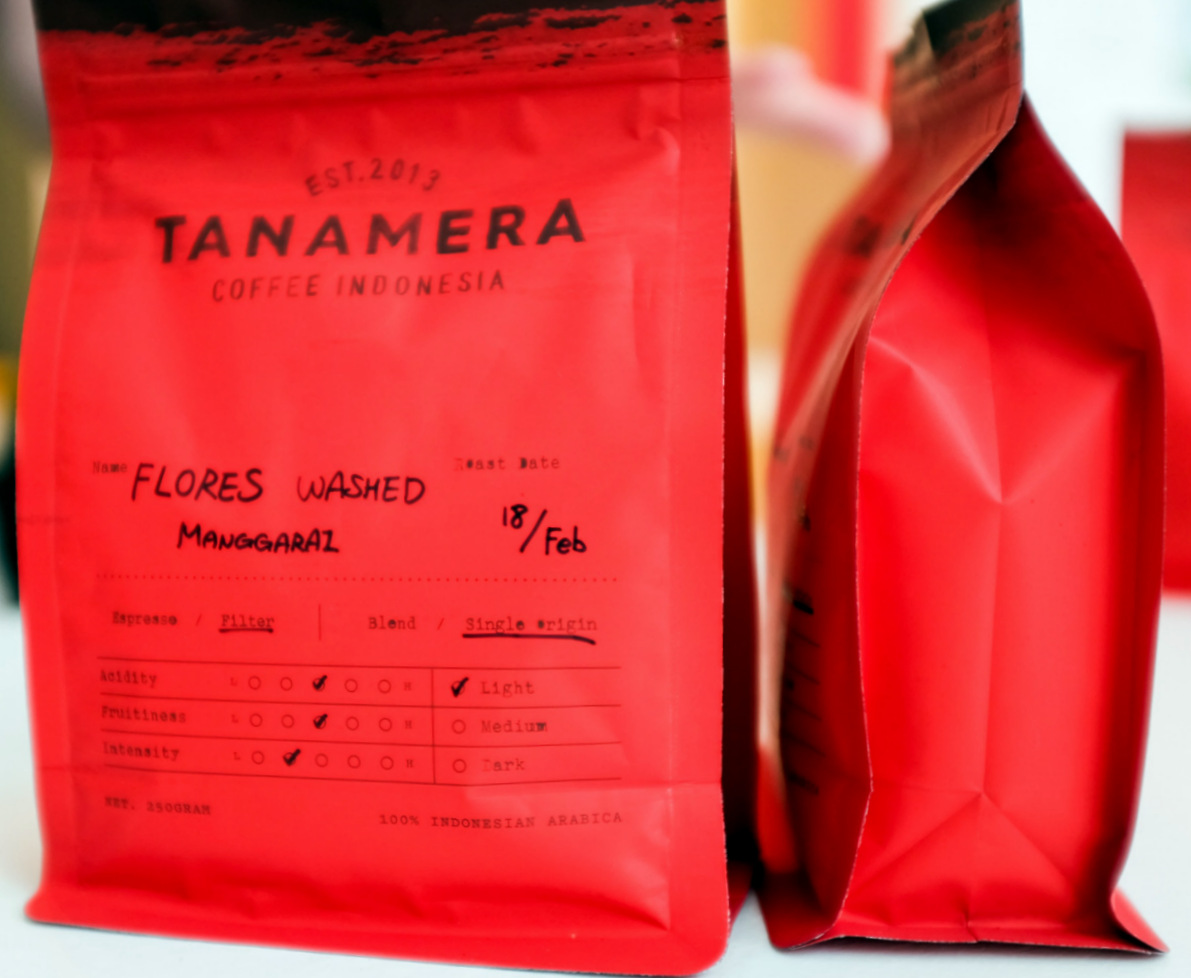 EST. 2013
TANAMERA
COFFEE INDONESIA
Name FLORES WASHED
MANGGARAI
Roast Date
18/Feb
Espresso / Filter
Blend / Single Origin
Acidity L H
Fruitiness L H
Intensity L H
Light
Medium
Dark
NET. 250GRAM
100% INDONESIAN ARABICA